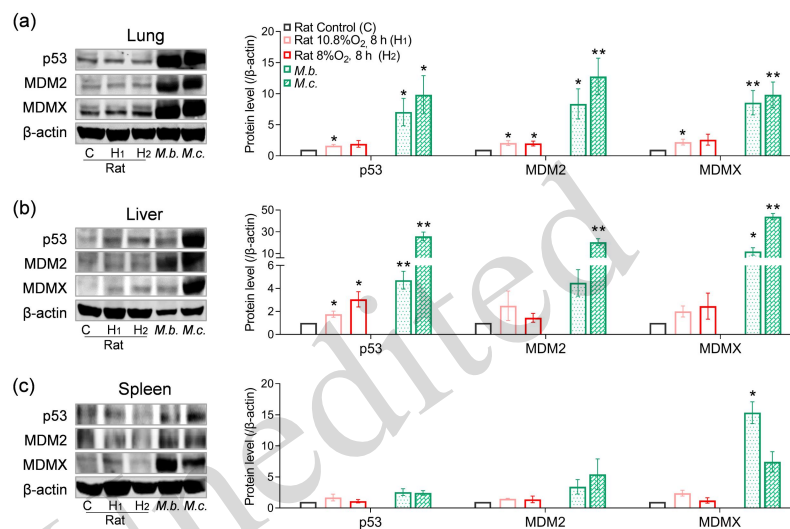 (a)
Lung
p53
MDM2
MDMX
β-actin
C H1 H2 M.b. M.c.
Rat
Protein level (/β-actin)
20
15
10
5
0
Rat Control (C)
Rat 10.8%O2, 8 h (H1)
Rat 8%O2, 8 h (H2)
M.b.
M.c.
* * * * * * ** * ** **
p53 MDM2 MDMX
(b)
Liver
p53
MDM2
MDMX
β-actin
C H1 H2 M.b. M.c.
Rat
Protein level (/β-actin)
50
30
10
6
4
2
0
* * ** ** ** * **
p53 MDM2 MDMX
(c)
Spleen
p53
MDM2
MDMX
β-actin
C H1 H2 M.b. M.c.
Rat
Protein level (/β-actin)
20
15
10
5
0
*
p53 MDM2 MDMX
Unedited